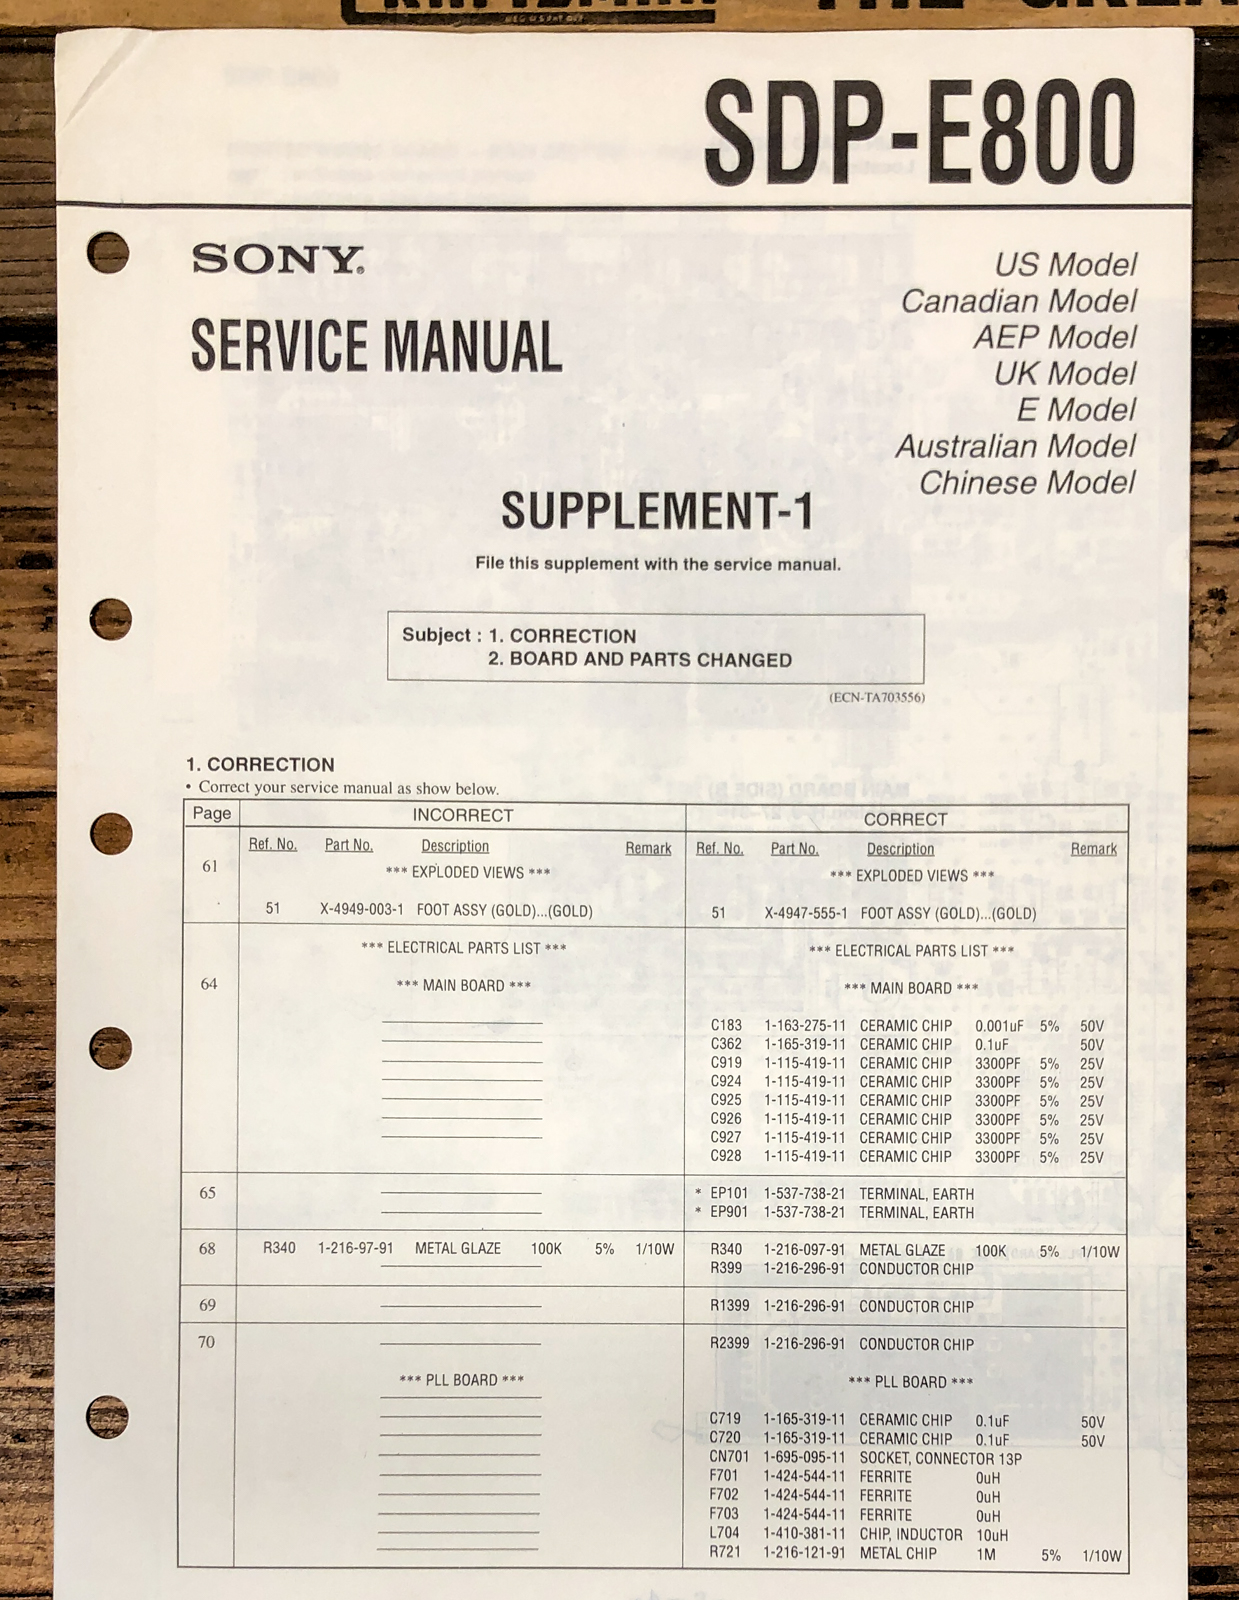 SDP-E800
SONY.
SERVICE MANUAL
US Model
Canadian Model
AEP Model
UK Model
E Model
Australian Model
Chinese Model
SUPPLEMENT-1
File this supplement with the service manual.
Subject : 1. CORRECTION
2. BOARD AND PARTS CHANGED
(ECN-TA703556)
1. CORRECTION
• Correct your service manual as show below.
Page INCORRECT CORRECT
Ref. No. Part No. Description Remark Ref. No. Part No. Description Remark
61 *** EXPLODED VIEWS *** *** EXPLODED VIEWS ***
51 X-4949-003-1 FOOT ASSY (GOLD)...(GOLD) 51 X-4947-555-1 FOOT ASSY (GOLD)...(GOLD)
*** ELECTRICAL PARTS LIST *** *** ELECTRICAL PARTS LIST ***
64 *** MAIN BOARD *** *** MAIN BOARD ***
C183 1-163-275-11 CERAMIC CHIP 0.001uF 5% 50V
C362 1-165-319-11 CERAMIC CHIP 0.1uF 50V
C919 1-115-419-11 CERAMIC CHIP 3300PF 5% 25V
C924 1-115-419-11 CERAMIC CHIP 3300PF 5% 25V
C925 1-115-419-11 CERAMIC CHIP 3300PF 5% 25V
C926 1-115-419-11 CERAMIC CHIP 3300PF 5% 25V
C927 1-115-419-11 CERAMIC CHIP 3300PF 5% 25V
C928 1-115-419-11 CERAMIC CHIP 3300PF 5% 25V
65 * EP101 1-537-738-21 TERMINAL, EARTH
* EP901 1-537-738-21 TERMINAL, EARTH
68 R340 1-216-97-91 METAL GLAZE 100K 5% 1/10W R340 1-216-097-91 METAL GLAZE 100K 5% 1/10W
R399 1-216-296-91 CONDUCTOR CHIP
69 R1399 1-216-296-91 CONDUCTOR CHIP
70 R2399 1-216-296-91 CONDUCTOR CHIP
*** PLL BOARD *** *** PLL BOARD ***
C719 1-165-319-11 CERAMIC CHIP 0.1uF 50V
C720 1-165-319-11 CERAMIC CHIP 0.1uF 50V
CN701 1-695-095-11 SOCKET, CONNECTOR 13P
F701 1-424-544-11 FERRITE 0uH
F702 1-424-544-11 FERRITE 0uH
F703 1-424-544-11 FERRITE 0uH
L704 1-410-381-11 CHIP, INDUCTOR 10uH
R721 1-216-121-91 METAL CHIP 1M 5% 1/10W